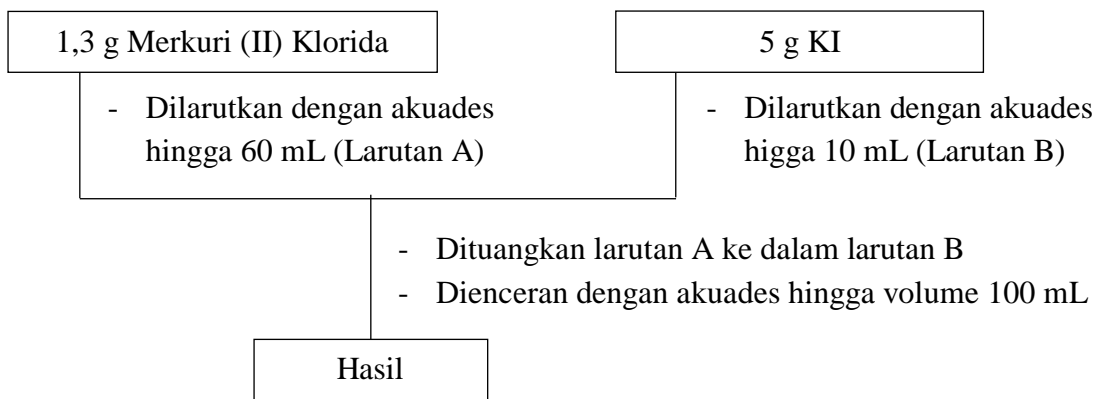 1,3 g Merkuri (II) Klorida
5 g KI
- Dilarutkan dengan akuades
hingga 60 mL (Larutan A)
- Dilarutkan dengan akuades
higga 10 mL (Larutan B)
- Dituangkan larutan A ke dalam larutan B
- Dienceran dengan akuades hingga volume 100 mL
Hasil